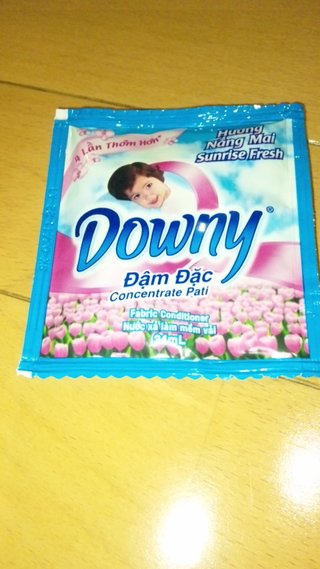 4 Lần Thơm Hơn
Hương
Nắng Mai
Sunrise Fresh
Downy®
Đậm Đặc
Concentrate Pati
Fabric Conditioner
Nước xả làm mềm vải
24mL